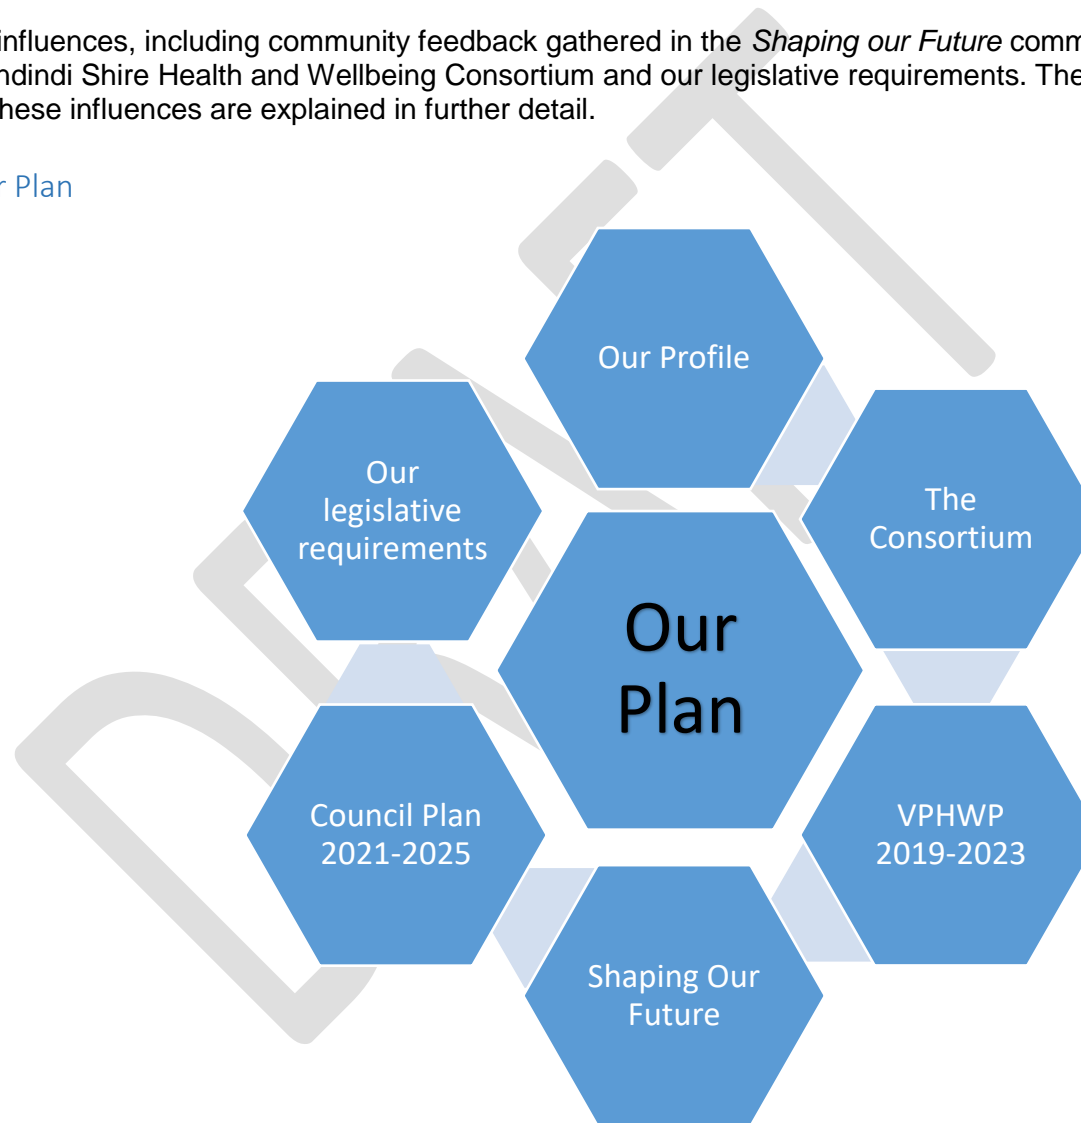 influences, including community feedback gathered in the Shaping our Future comm
ndindi Shire Health and Wellbeing Consortium and our legislative requirements. The
hese influences are explained in further detail.
r Plan
Our Profile
Our
legislative
requirements
The
Consortium
Our
Plan
Council Plan
2021-2025
VPHWP
2019-2023
Shaping Our
Future
DRAFT